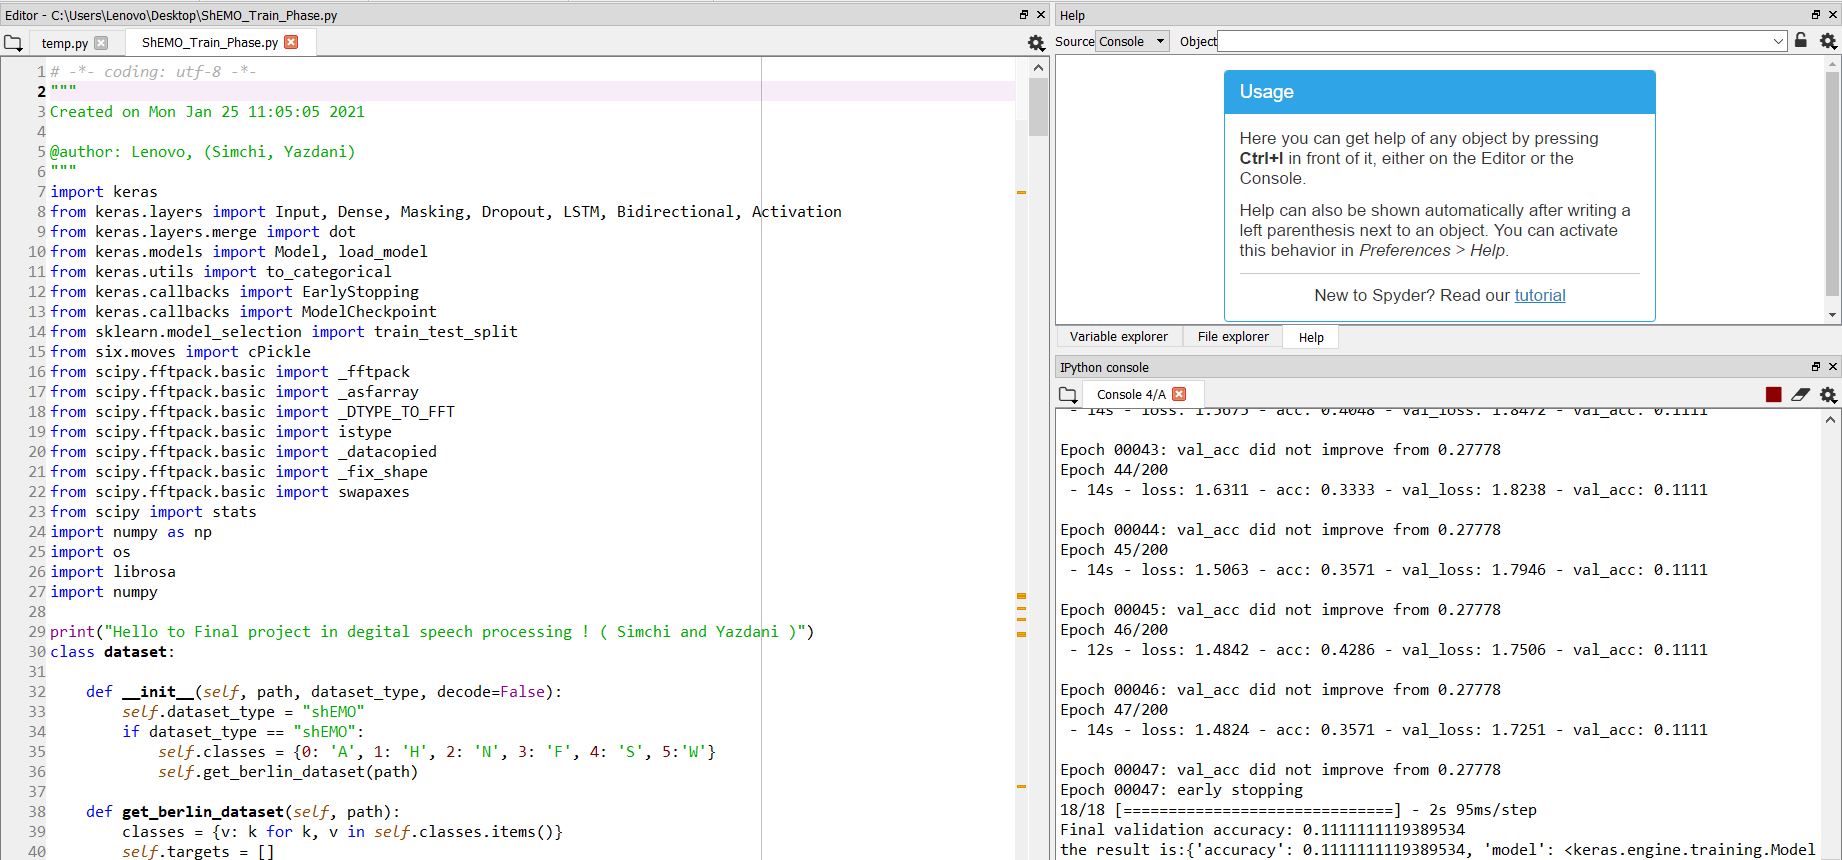 Editor - C:\Users\Lenovo\Desktop\ShEMO_Train_Phase.py
temp.py
ShEMO_Train_Phase.py
1 # -*- coding: utf-8 -*-
2 """
3 Created on Mon Jan 25 11:05:05 2021
4
5 @author: Lenovo, (Simchi, Yazdani)
6 """
7 import keras
8 from keras.layers import Input, Dense, Masking, Dropout, LSTM, Bidirectional, Activation
9 from keras.layers.merge import dot
10 from keras.models import Model, load_model
11 from keras.utils import to_categorical
12 from keras.callbacks import EarlyStopping
13 from keras.callbacks import ModelCheckpoint
14 from sklearn.model_selection import train_test_split
15 from six.moves import cPickle
16 from scipy.fftpack.basic import _fftpack
17 from scipy.fftpack.basic import _asfarray
18 from scipy.fftpack.basic import _DTYPE_TO_FFT
19 from scipy.fftpack.basic import istype
20 from scipy.fftpack.basic import _datacopied
21 from scipy.fftpack.basic import _fix_shape
22 from scipy.fftpack.basic import swapaxes
23 from scipy import stats
24 import numpy as np
25 import os
26 import librosa
27 import numpy
28
29 print("Hello to Final project in degital speech processing ! ( Simchi and Yazdani )")
30 class dataset:
31
32     def __init__(self, path, dataset_type, decode=False):
33         self.dataset_type = "shEMO"
34         if dataset_type == "shEMO":
35             self.classes = {0: 'A', 1: 'H', 2: 'N', 3: 'F', 4: 'S', 5:'W'}
36             self.get_berlin_dataset(path)
37
38     def get_berlin_dataset(self, path):
39         classes = {v: k for k, v in self.classes.items()}
40         self.targets = []
Help
Source Console Object
Usage
Here you can get help of any object by pressing
Ctrl+I in front of it, either on the Editor or the
Console.
Help can also be shown automatically after writing a
left parenthesis next to an object. You can activate
this behavior in Preferences > Help.
New to Spyder? Read our tutorial
Variable explorer File explorer Help
IPython console
Console 4/A
- 14s - loss: 1.5675 - acc: 0.4048 - val_loss: 1.8472 - val_acc: 0.1111
Epoch 00043: val_acc did not improve from 0.27778
Epoch 44/200
- 14s - loss: 1.6311 - acc: 0.3333 - val_loss: 1.8238 - val_acc: 0.1111
Epoch 00044: val_acc did not improve from 0.27778
Epoch 45/200
- 14s - loss: 1.5063 - acc: 0.3571 - val_loss: 1.7946 - val_acc: 0.1111
Epoch 00045: val_acc did not improve from 0.27778
Epoch 46/200
- 12s - loss: 1.4842 - acc: 0.4286 - val_loss: 1.7506 - val_acc: 0.1111
Epoch 00046: val_acc did not improve from 0.27778
Epoch 47/200
- 14s - loss: 1.4824 - acc: 0.3571 - val_loss: 1.7251 - val_acc: 0.1111
Epoch 00047: val_acc did not improve from 0.27778
Epoch 00047: early stopping
18/18 [==============================] - 2s 95ms/step
Final validation accuracy: 0.1111111119389534
the result is:{'accuracy': 0.1111111119389534, 'model': <keras.engine.training.Model